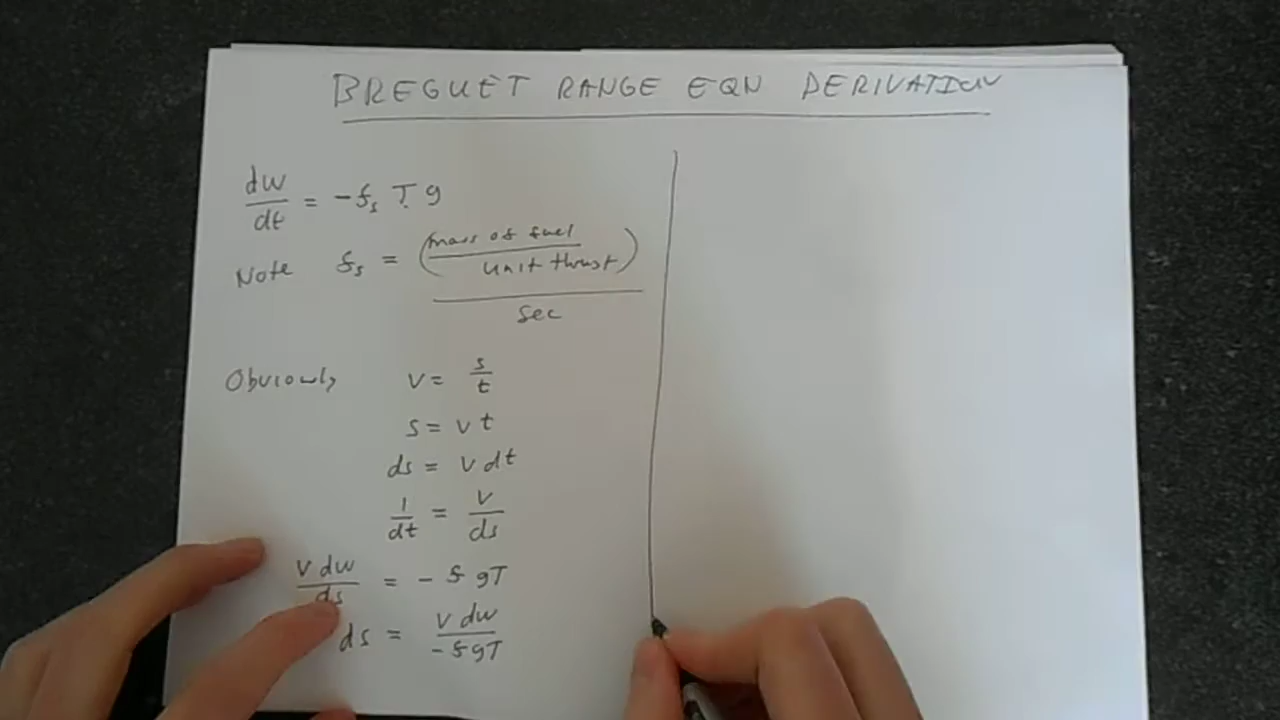 BREGUET RANGE EQN DERIVATION
dw/dt = -fₛ T g
Note fₛ = (mass of fuel / unit thrust) / sec
Obviously v = s/t
s = v t
ds = v dt
1/dt = v/ds
v dw/ds = - f g T
ds = v dw / -f g T